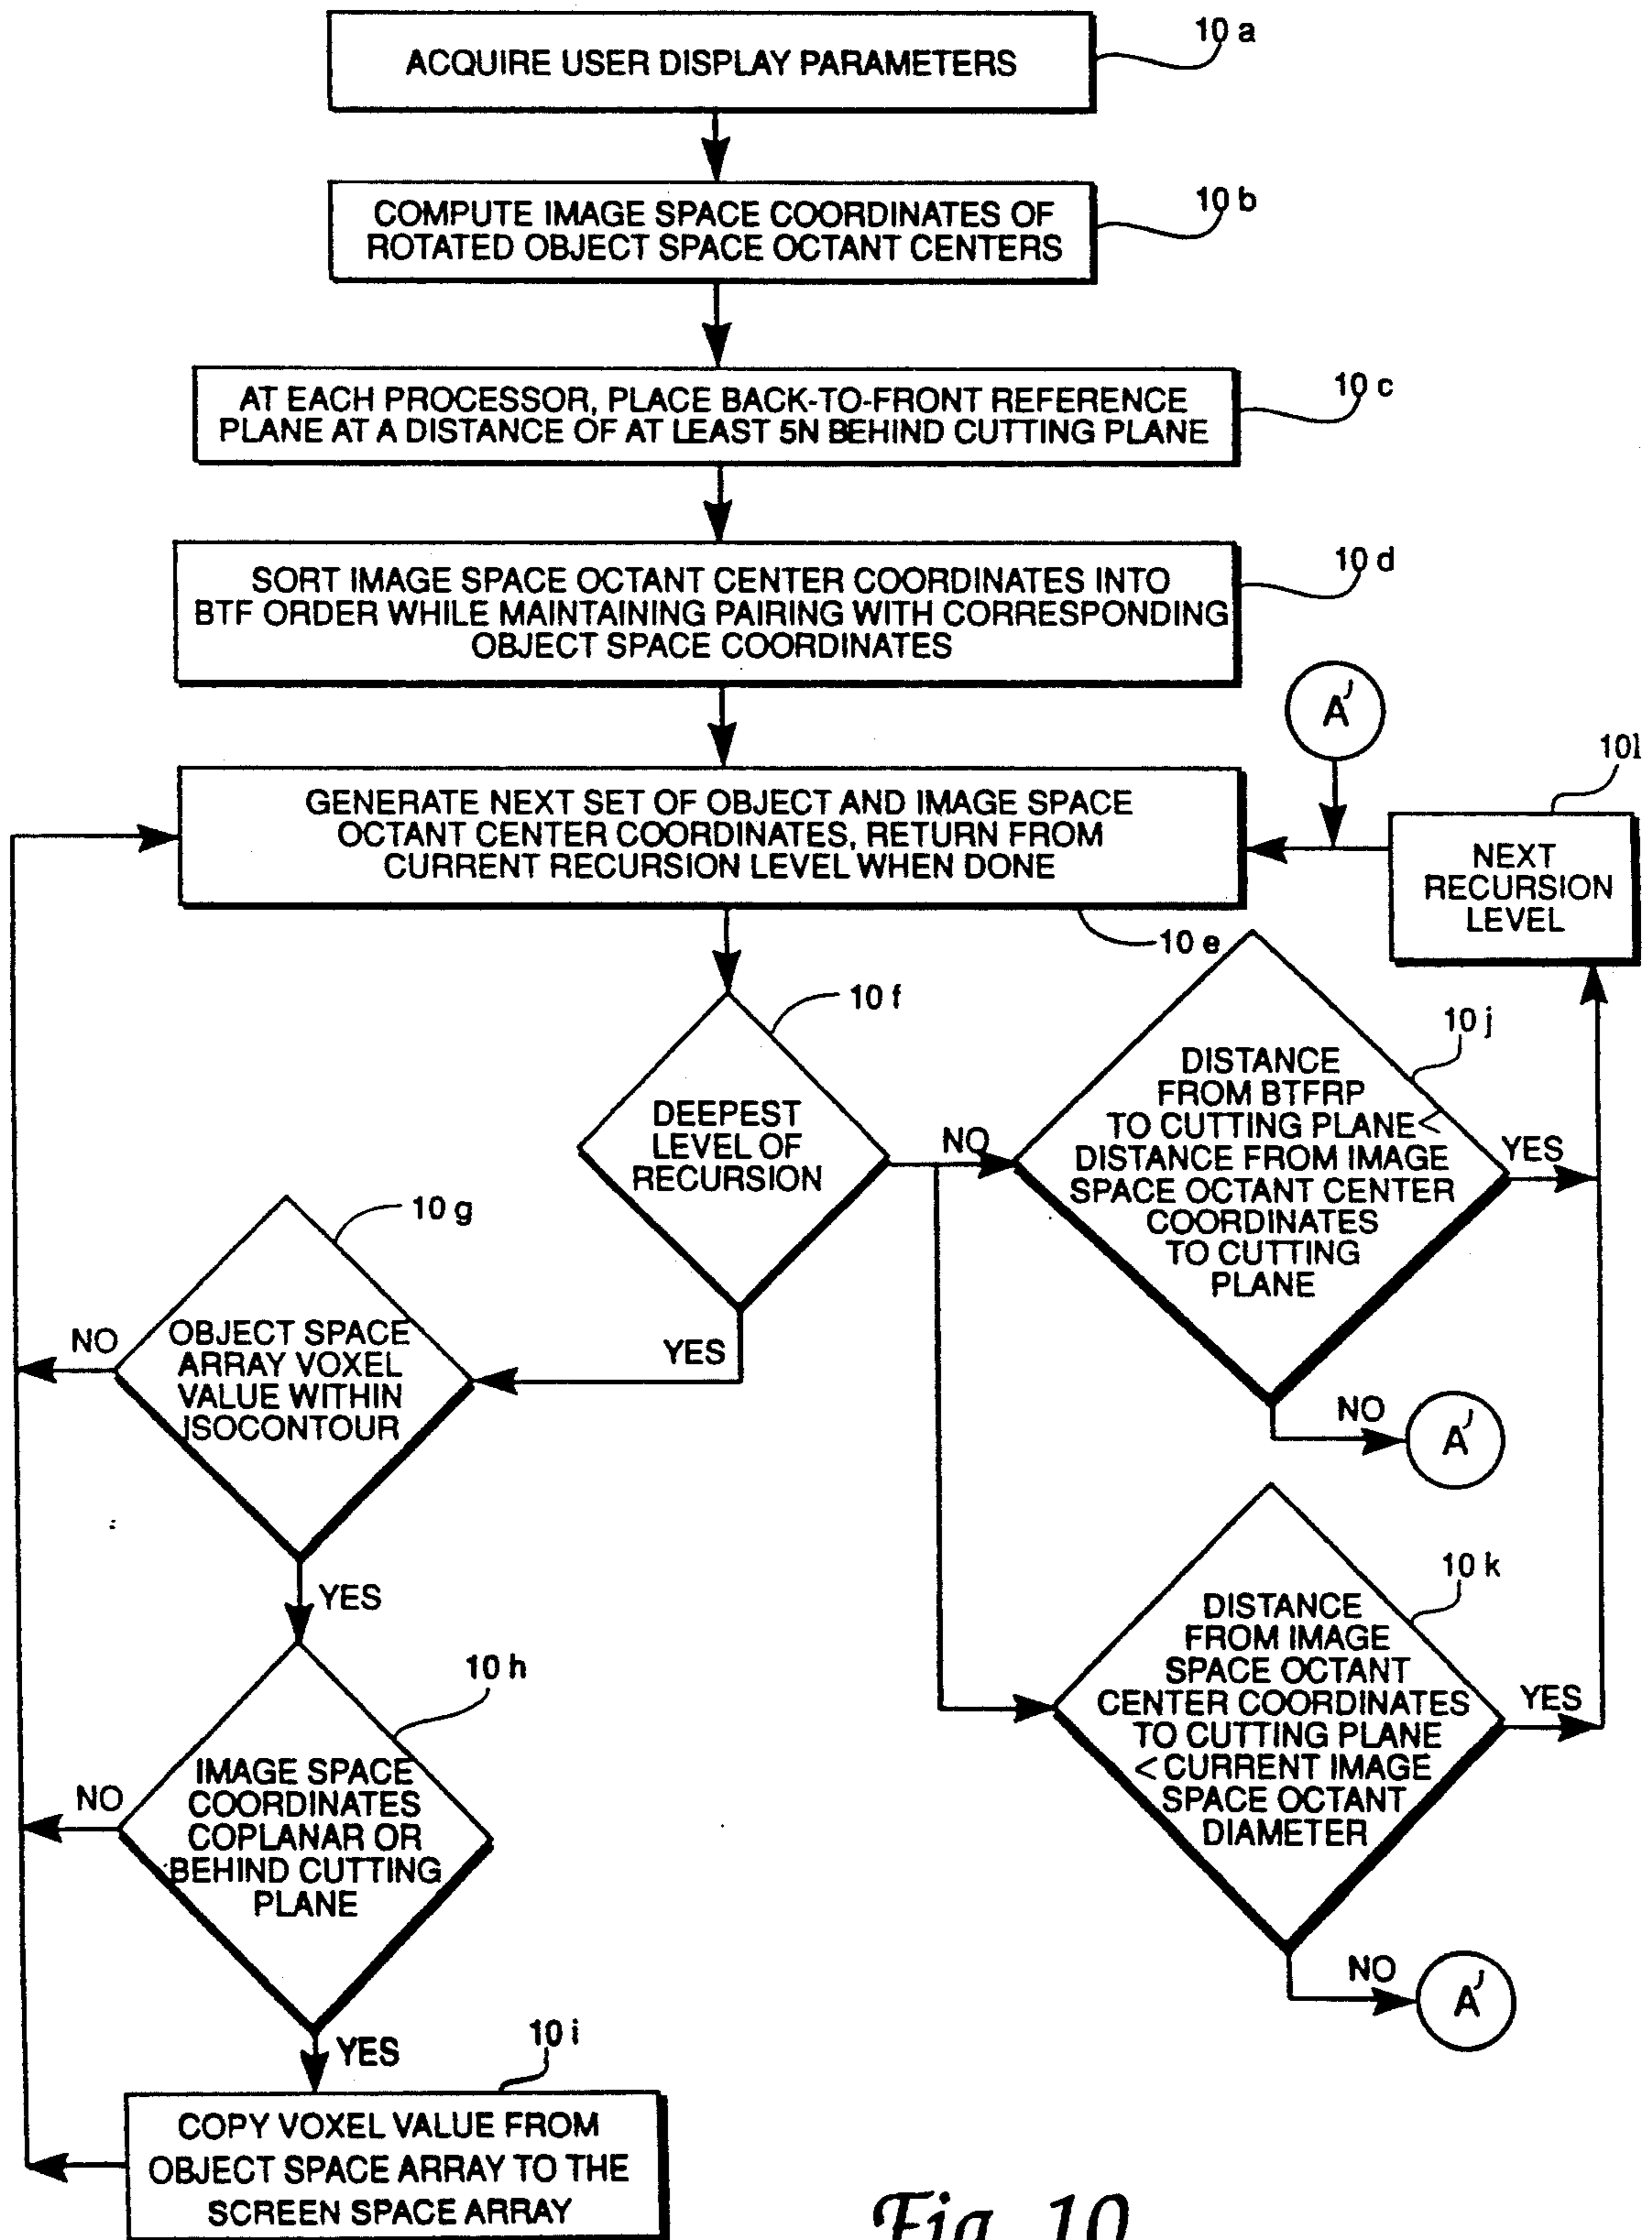 10 a
ACQUIRE USER DISPLAY PARAMETERS
10 b
COMPUTE IMAGE SPACE COORDINATES OF
ROTATED OBJECT SPACE OCTANT CENTERS
10 c
AT EACH PROCESSOR, PLACE BACK-TO-FRONT REFERENCE
PLANE AT A DISTANCE OF AT LEAST 5N BEHIND CUTTING PLANE
10 d
SORT IMAGE SPACE OCTANT CENTER COORDINATES INTO
BTF ORDER WHILE MAINTAINING PAIRING WITH CORRESPONDING
OBJECT SPACE COORDINATES
A'
10l
GENERATE NEXT SET OF OBJECT AND IMAGE SPACE
OCTANT CENTER COORDINATES, RETURN FROM
CURRENT RECURSION LEVEL WHEN DONE
NEXT
RECURSION
LEVEL
10 e
10 f
DEEPEST
LEVEL OF
RECURSION
NO
YES
10 j
DISTANCE
FROM BTFRP
TO CUTTING PLANE<
DISTANCE FROM IMAGE
SPACE OCTANT CENTER
COORDINATES
TO CUTTING
PLANE
YES
NO
A'
10 g
OBJECT SPACE
ARRAY VOXEL
VALUE WITHIN
ISOCONTOUR
NO
YES
10 k
DISTANCE
FROM IMAGE
SPACE OCTANT
CENTER COORDINATES
TO CUTTING PLANE
< CURRENT IMAGE
SPACE OCTANT
DIAMETER
YES
NO
A'
10 h
IMAGE SPACE
COORDINATES
COPLANAR OR
BEHIND CUTTING
PLANE
NO
YES
10 i
COPY VOXEL VALUE FROM
OBJECT SPACE ARRAY TO THE
SCREEN SPACE ARRAY
Fig. 10